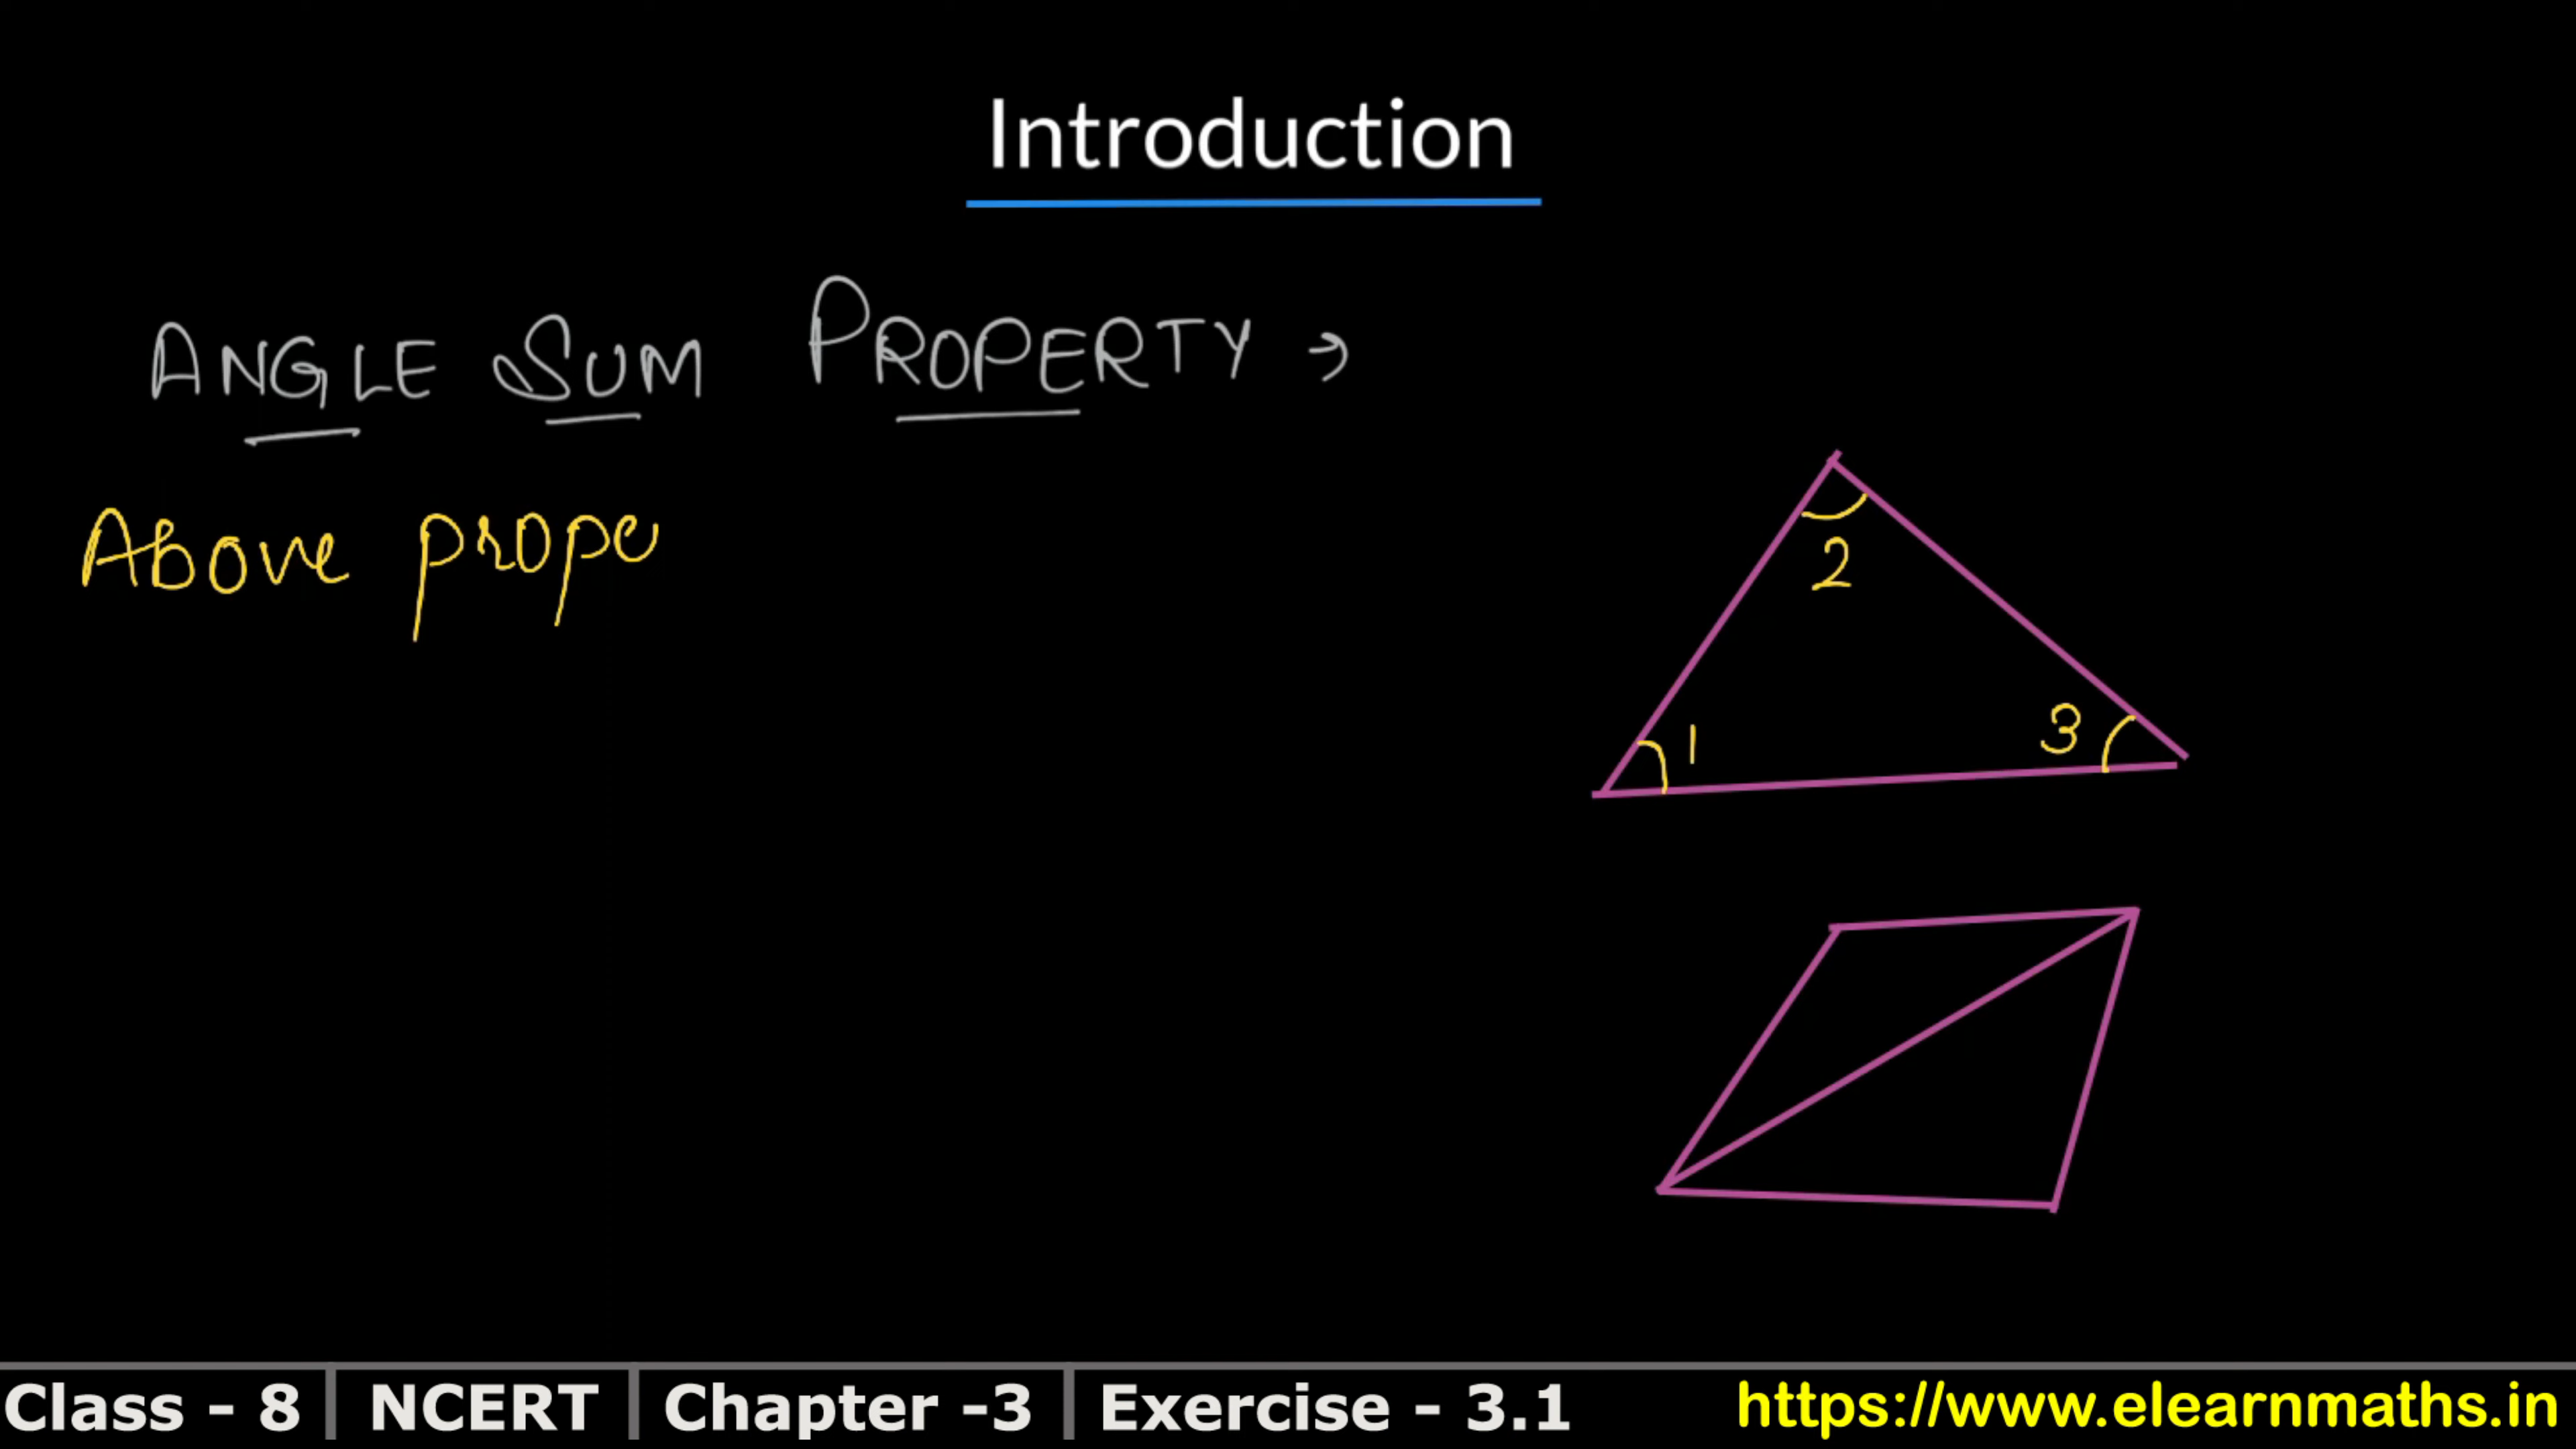 Introduction
ANGLE SUM PROPERTY →
Above prope
2
1
3
Class - 8 | NCERT | Chapter -3 | Exercise - 3.1 https://www.elearnmaths.in